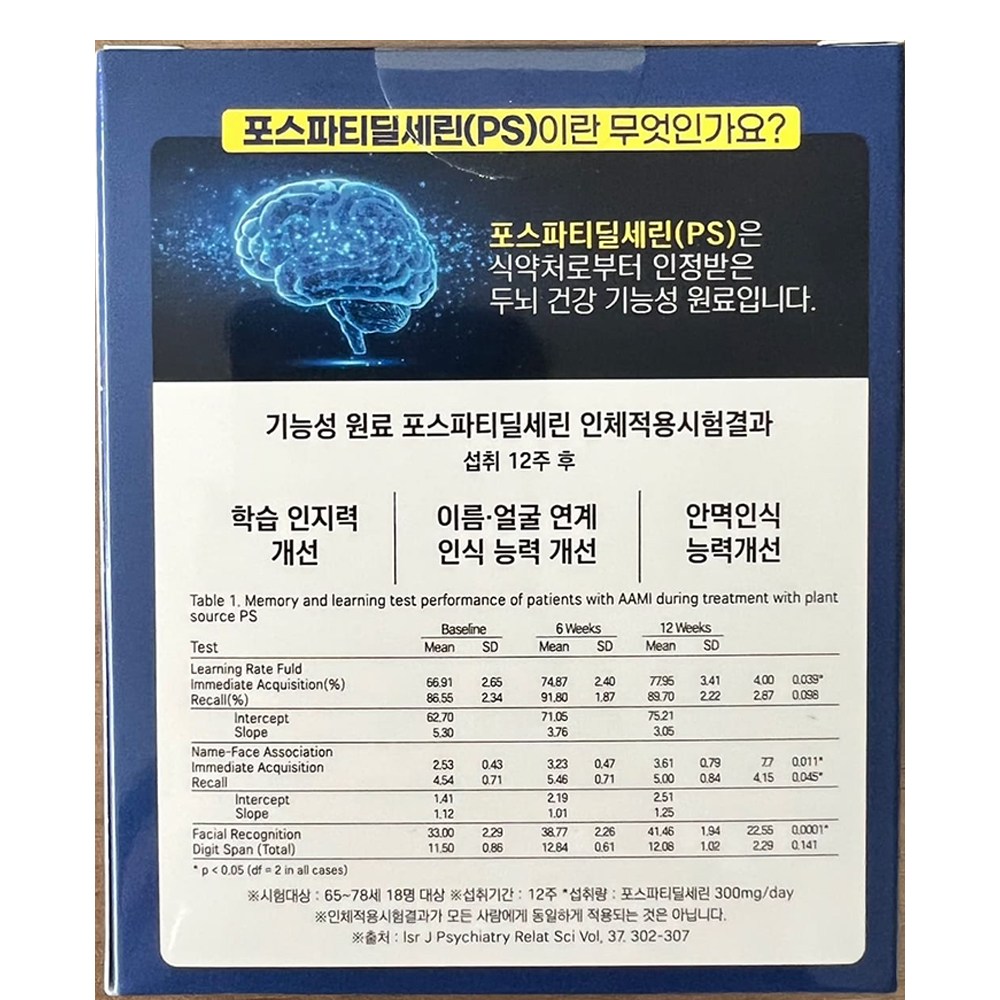 포스파티딜세린(PS)이란 무엇인가요?
포스파티딜세린(PS)은
식약처로부터 인정받은
두뇌 건강 기능성 원료입니다.
기능성 원료 포스파티딜세린 인체적용시험결과
섭취 12주 후
학습 인지력
개선
이름·얼굴 연계
인식 능력 개선
안면인식
능력개선
Table 1. Memory and learning test performance of patients with AAMI during treatment with plant
source PS
Baseline 6 Weeks 12 Weeks
Test Mean SD Mean SD Mean SD
Learning Rate Fuld
Immediate Acquisition(%) 66.91 2.65 74.87 2.40 77.95 3.41 4.00 0.039*
Recall(%) 86.55 2.34 91.80 1.87 89.70 2.22 2.87 0.098
Intercept 62.70 71.05 75.21
Slope 5.30 3.76 3.05
Name-Face Association
Immediate Acquisition 2.53 0.43 3.23 0.47 3.61 0.79 7.7 0.011*
Recall 4.54 0.71 5.46 0.71 5.00 0.84 4.15 0.045*
Intercept 1.41 2.19 2.51
Slope 1.12 1.01 1.25
Facial Recognition 33.00 2.29 38.77 2.26 41.46 1.94 22.55 0.0001*
Digit Span (Total) 11.50 0.86 12.84 0.61 12.08 1.02 2.29 0.141
* p < 0.05 (df = 2 in all cases)
※시험대상 : 65~78세 18명 대상 ※섭취기간 : 12주 *섭취량 : 포스파티딜세린 300mg/day
※인체적용시험결과가 모든 사람에게 동일하게 적용되는 것은 아닙니다.
※출처 : Isr J Psychiatry Relat Sci Vol, 37. 302-307